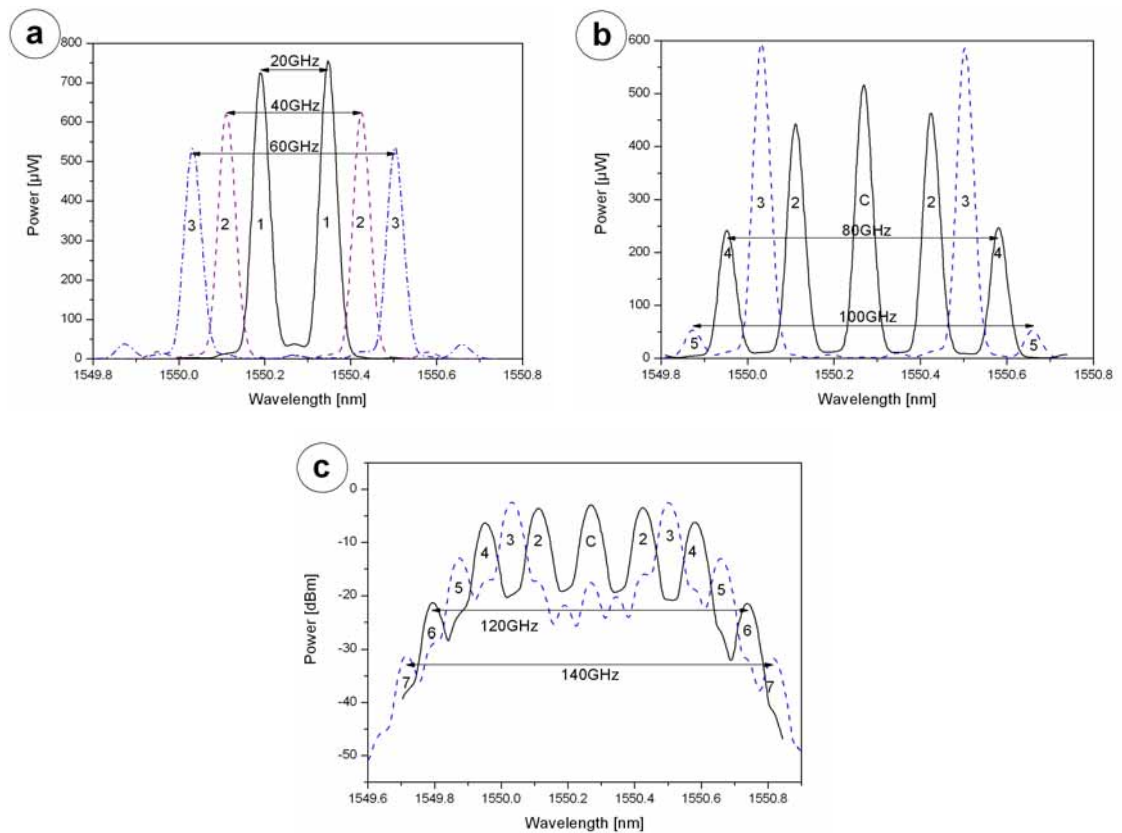 a
800
700
600
500
400
300
200
100
0
Power [µW]
20GHz
40GHz
60GHz
3 2 1 1 2 3
1549.8 1550.0 1550.2 1550.4 1550.6 1550.8
Wavelength [nm]
b
600
500
400
300
200
100
0
Power [µW]
3 2 C 2 3
80GHz
4 4
100GHz
5 5
1549.8 1550.0 1550.2 1550.4 1550.6 1550.8
Wavelength [nm]
c
0
-10
-20
-30
-40
-50
Power [dBm]
4 3 2 C 2 3 4
5 5
120GHz
6 6
140GHz
7 7
1549.6 1549.8 1550.0 1550.2 1550.4 1550.6 1550.8
Wavelength [nm]